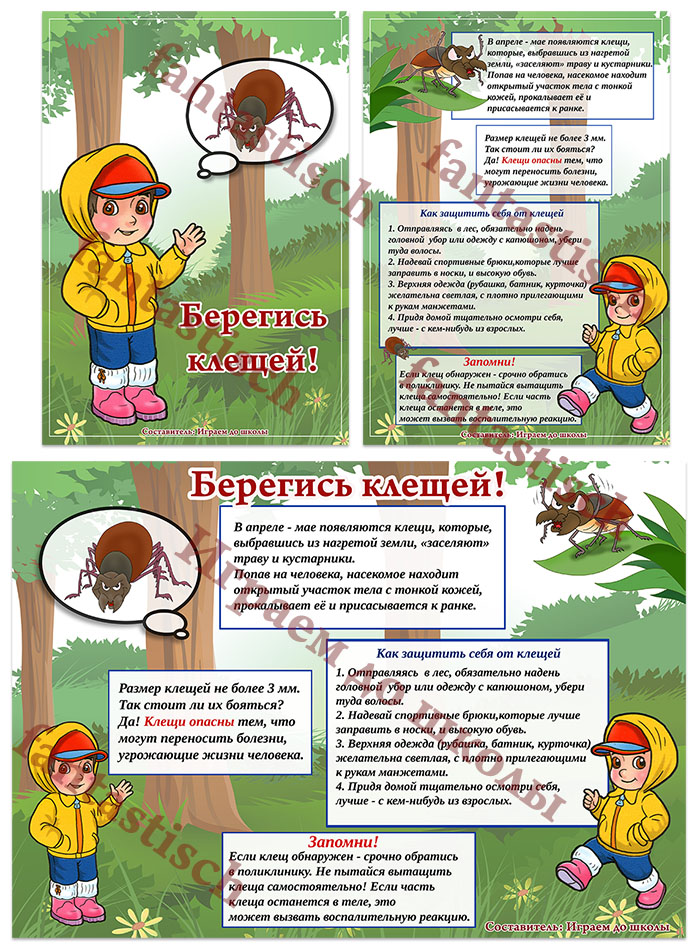 Берегись
клещей!
Составитель: Играем до школы
В апреле - мае появляются клещи,
которые, выбравшись из нагретой
земли, «заселяют» траву и кустарники.
Попав на человека, насекомое находит
открытый участок тела с тонкой
кожей, прокалывает её и
присасывается к ранке.
Размер клещей не более 3 мм.
Так стоит ли их бояться?
Да! Клещи опасны тем, что
могут переносить болезни,
угрожающие жизни человека.
Как защитить себя от клещей
1. Отправляясь в лес, обязательно надень
головной убор или одежду с капюшоном, убери
туда волосы.
2. Надевай спортивные брюки,которые лучше
заправить в носки, и высокую обувь.
3. Верхняя одежда (рубашка, батник, курточка)
желательна светлая, с плотно прилегающими
к рукам манжетами.
4. Придя домой тщательно осмотри себя,
лучше - с кем-нибудь из взрослых.
Запомни!
Если клещ обнаружен - срочно обратись
в поликлинику. Не пытайся вытащить
клеща самостоятельно! Если часть
клеща останется в теле, это
может вызвать воспалительную реакцию.
Составитель: Играем до школы
Берегись клещей!
В апреле - мае появляются клещи, которые,
выбравшись из нагретой земли, «заселяют»
траву и кустарники.
Попав на человека, насекомое находит
открытый участок тела с тонкой кожей,
прокалывает её и присасывается к ранке.
Размер клещей не более 3 мм.
Так стоит ли их бояться?
Да! Клещи опасны тем, что
могут переносить болезни,
угрожающие жизни человека.
Как защитить себя от клещей
1. Отправляясь в лес, обязательно надень
головной убор или одежду с капюшоном, убери
туда волосы.
2. Надевай спортивные брюки,которые лучше
заправить в носки, и высокую обувь.
3. Верхняя одежда (рубашка, батник, курточка)
желательна светлая, с плотно прилегающими
к рукам манжетами.
4. Придя домой тщательно осмотри себя,
лучше - с кем-нибудь из взрослых.
Запомни!
Если клещ обнаружен - срочно обратись
в поликлинику. Не пытайся вытащить
клеща самостоятельно! Если часть
клеща останется в теле, это
может вызвать воспалительную реакцию.
Составитель: Играем до школы
fantastisch
fantastisch
fantastisch
fantastisch
fantastisch
Играем до школы